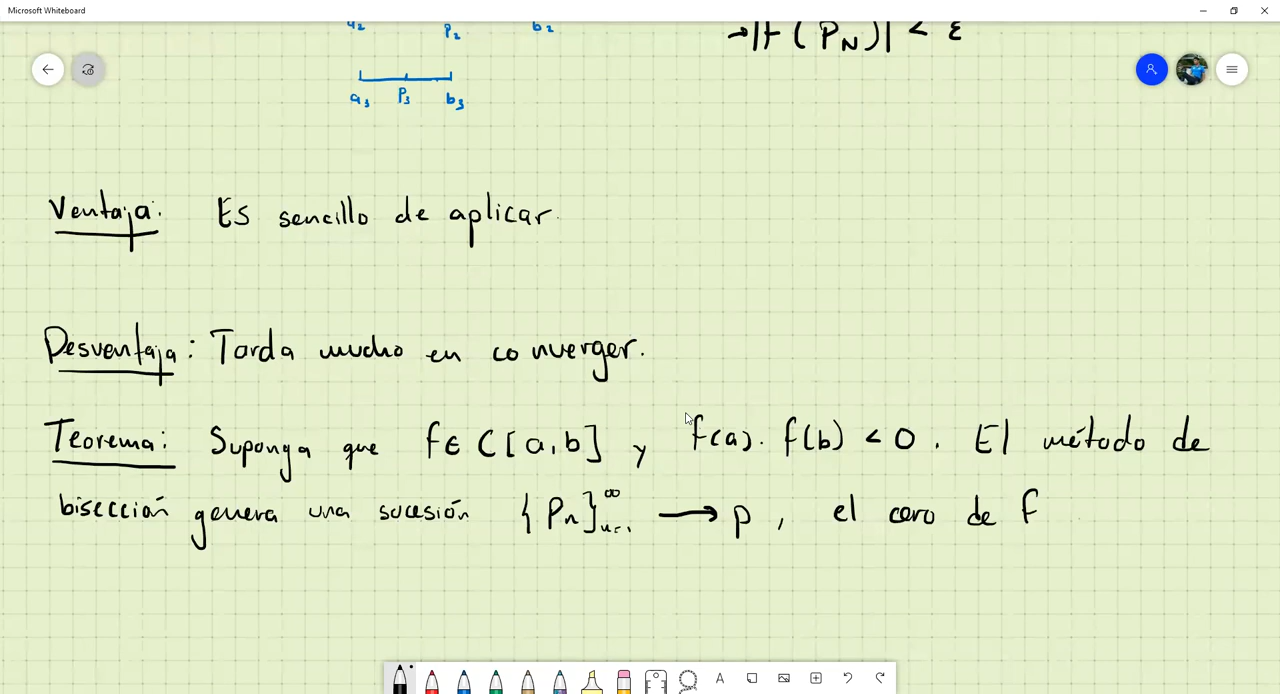 Microsoft Whiteboard
a2 p2 b2
→|f(PN)| < ε
a3 p3 b3
Ventaja: Es sencillo de aplicar.
Desventaja: Tarda mucho en converger.
Teorema: Suponga que f∈ C[a,b] y f(a). f(b) < 0. El método de
bisección genera una sucesión {Pn}∞n=1 → p, el cero de f